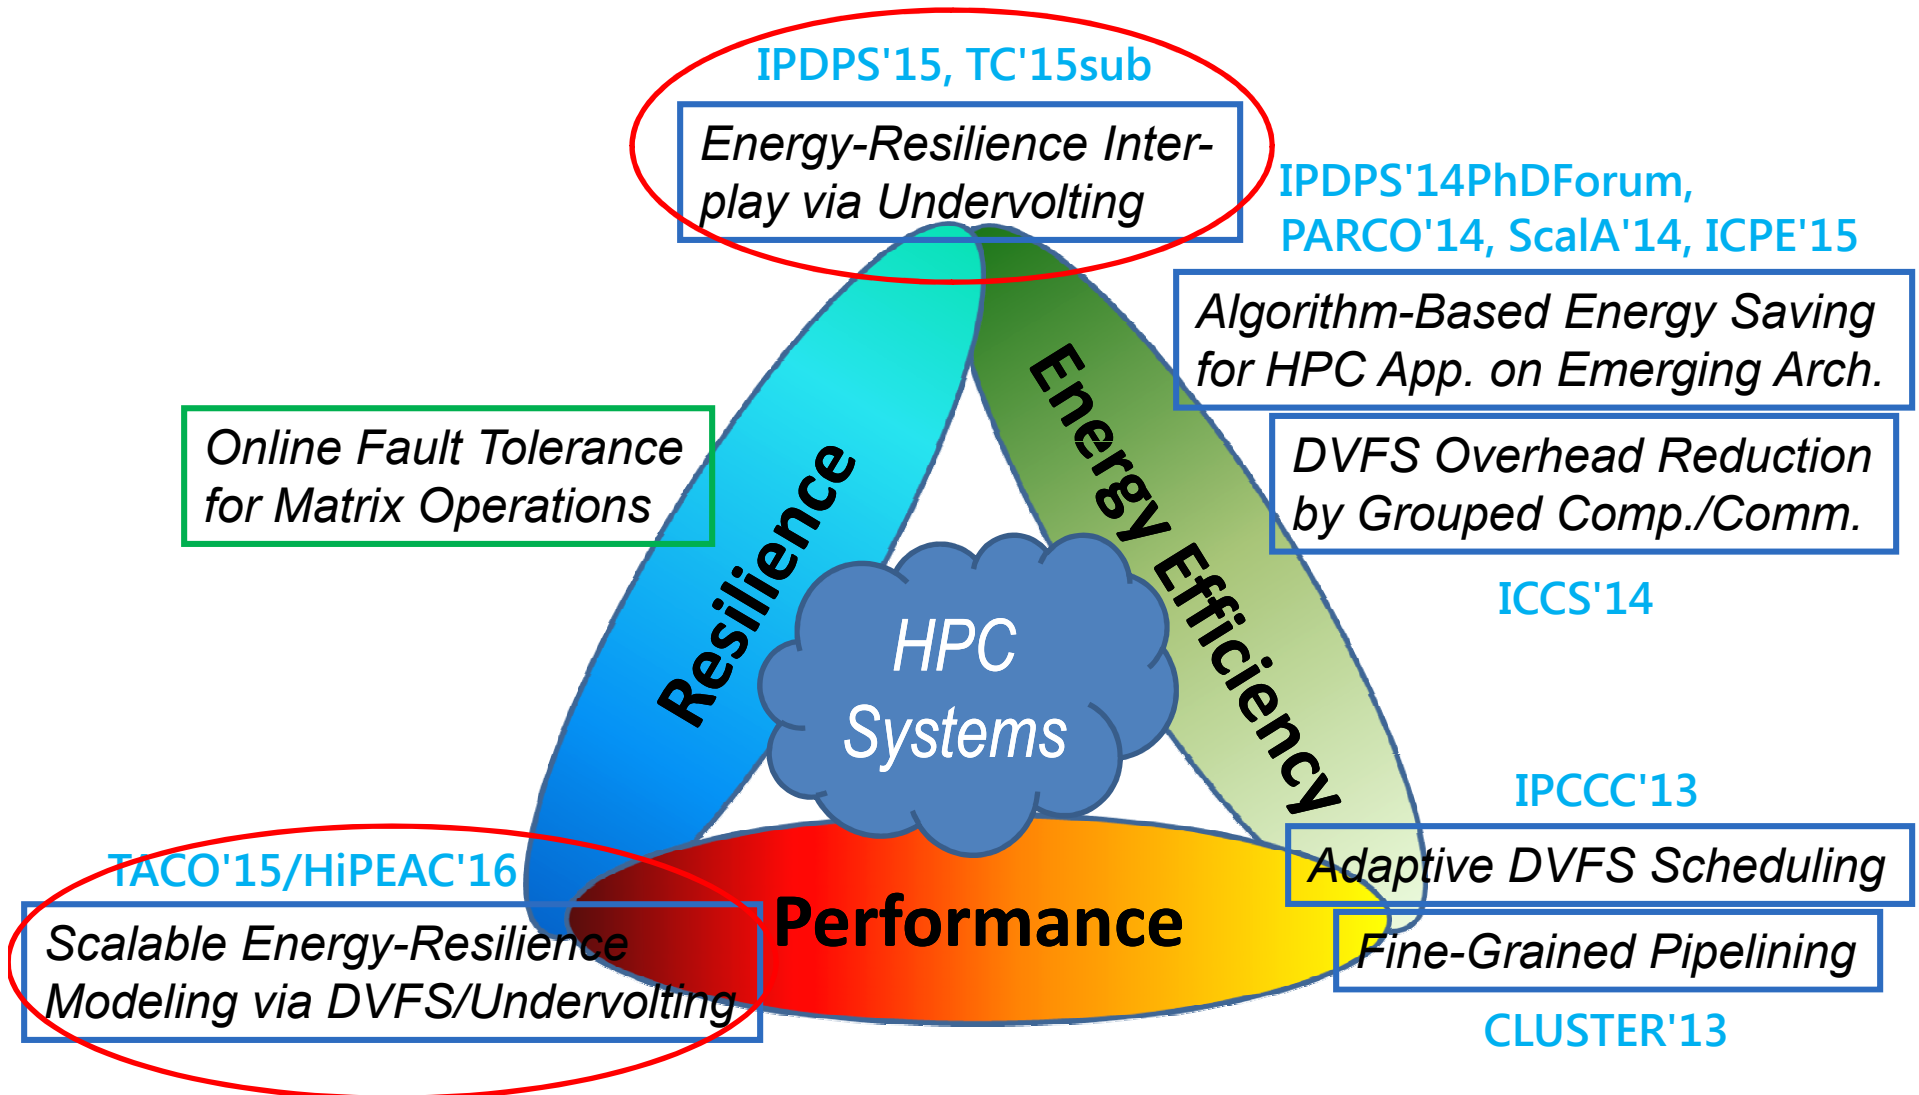 IPDPS'15, TC'15sub
Energy-Resilience Inter-
play via Undervolting
IPDPS'14PhDForum,
PARCO'14, ScalA'14, ICPE'15
Algorithm-Based Energy Saving
for HPC App. on Emerging Arch.
Online Fault Tolerance
for Matrix Operations
DVFS Overhead Reduction
by Grouped Comp./Comm.
ICCS'14
Resilience
Energy Efficiency
HPC
Systems
IPCCC'13
Adaptive DVFS Scheduling
TACO'15/HiPEAC'16
Scalable Energy-Resilience
Modeling via DVFS/Undervolting
Performance
Fine-Grained Pipelining
CLUSTER'13